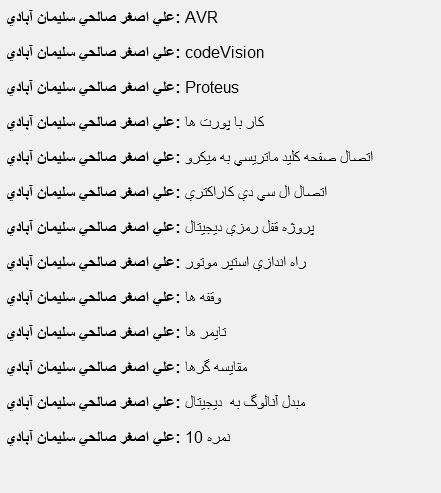 علي اصغر صالحي سليمان آبادي: AVR
علي اصغر صالحي سليمان آبادي: codeVision
علي اصغر صالحي سليمان آبادي: Proteus
علي اصغر صالحي سليمان آبادي: کار با پورت ها
علي اصغر صالحي سليمان آبادي: اتصال صفحه کليد ماتريسي به ميکرو
علي اصغر صالحي سليمان آبادي: اتصال ال سي دي کاراکتري
علي اصغر صالحي سليمان آبادي: پروژه قفل رمزي ديجيتال
علي اصغر صالحي سليمان آبادي: راه اندازي استپر موتور
علي اصغر صالحي سليمان آبادي: وقفه ها
علي اصغر صالحي سليمان آبادي: تايمر ها
علي اصغر صالحي سليمان آبادي: مقايسه گرها
علي اصغر صالحي سليمان آبادي: مبدل آنالوگ به ديجيتال
علي اصغر صالحي سليمان آبادي: 10 نمره